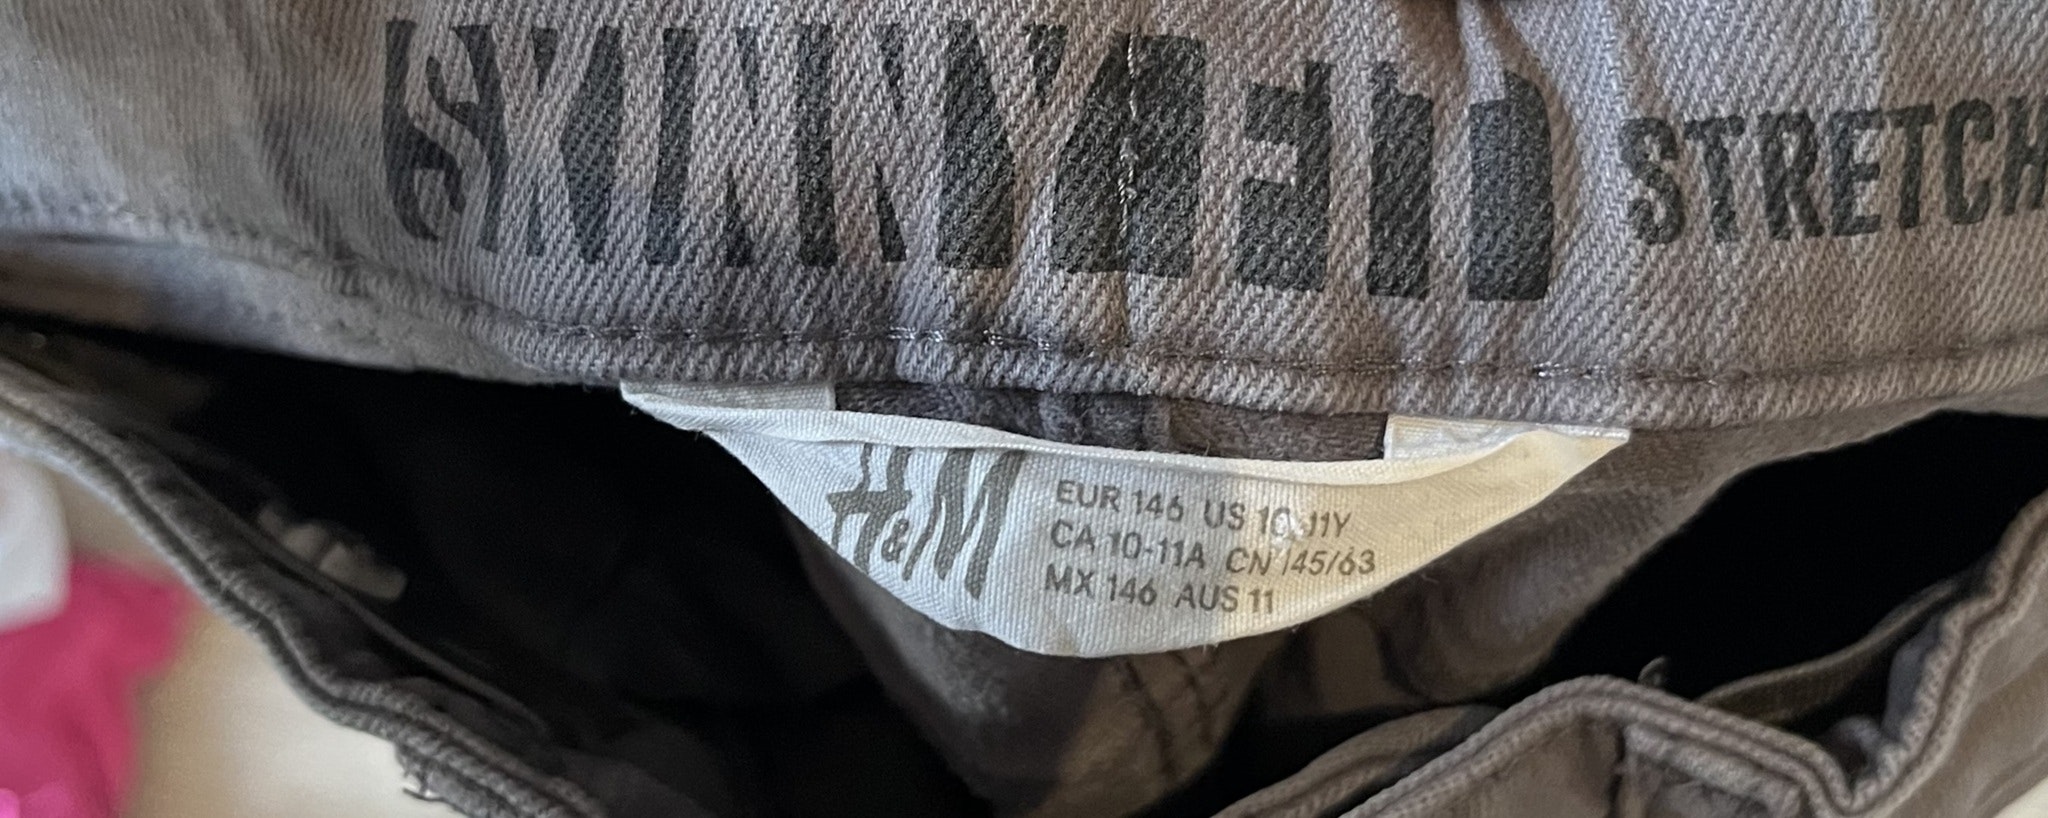 SKINNY FIT STRETCH
H&M
EUR 146 US 10-11Y
CA 10-11A CN 145/63
MX 146 AUS 11